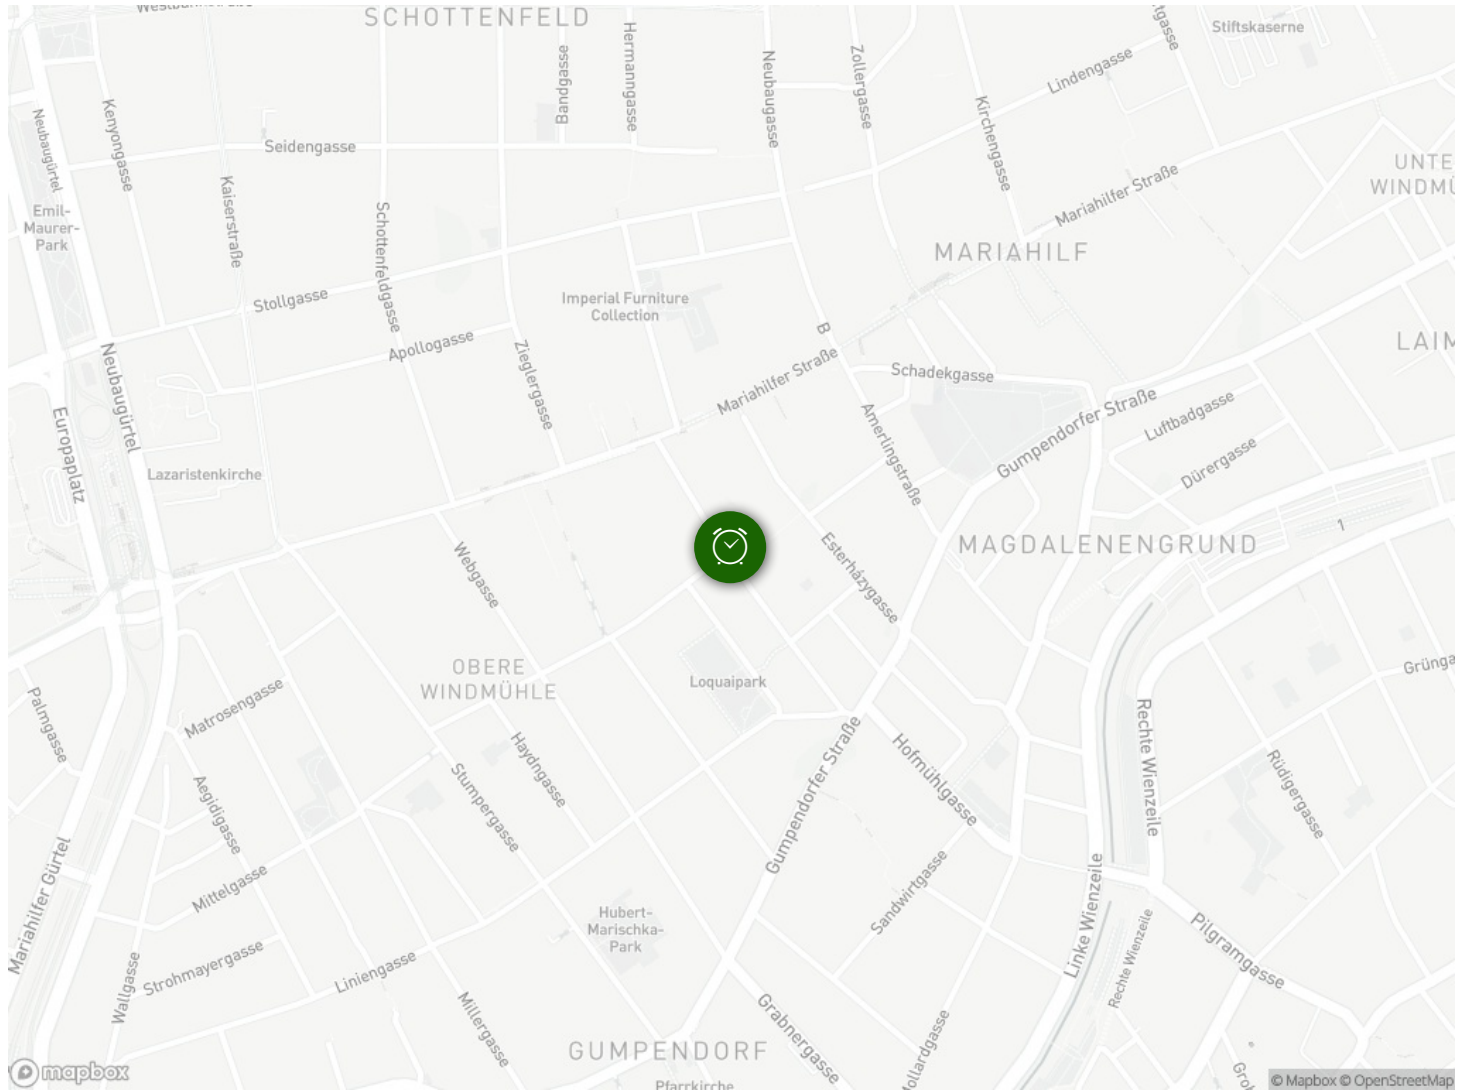 SCHOTTENFELD
Stiftskaserne
Hermanngasse
Bandgasse
Neubaugasse
Zollergasse
Lindengasse
Kirchengasse
Kenyongasse
Neubaugürtel
Seidengasse
Kaiserstraße
Schottenfeldgasse
Mariahilfer Straße
UNTE
WINDMÜ
Emil-
Maurer-
Park
MARIAHILF
Stollgasse
Imperial Furniture
Collection
B
LAIM
Apollogasse
Zieglergasse
Neubaugürtel
Mariahilfer Straße
Schadekgasse
Amerlingstraße
Gumpendorfer Straße
Luftbadgasse
Dürergasse
Europaplatz
Lazaristenkirche
1
Webgasse
Esterházygasse
MAGDALENENGRUND
OBERE
WINDMÜHLE
Loquaipark
Grünga
Palmgasse
Matrosengasse
Rechte Wienzeile
Haydngasse
Gumpendorfer Straße
Hofmühlgasse
Rüdigergasse
Aegidigasse
Stumpergasse
Mariahilfer Gürtel
Mittelgasse
Sandwirtgasse
Linke Wienzeile
Hubert-
Marischka-
Park
Rechte Wienzeile
Pilgramgasse
Strohmayergasse
Wallgasse
Liniengasse
Millergasse
Grabnergasse
ollardgasse
GUMPENDORF
Pfarrkirche
Gro
mapbox
© Mapbox © OpenStreetMap